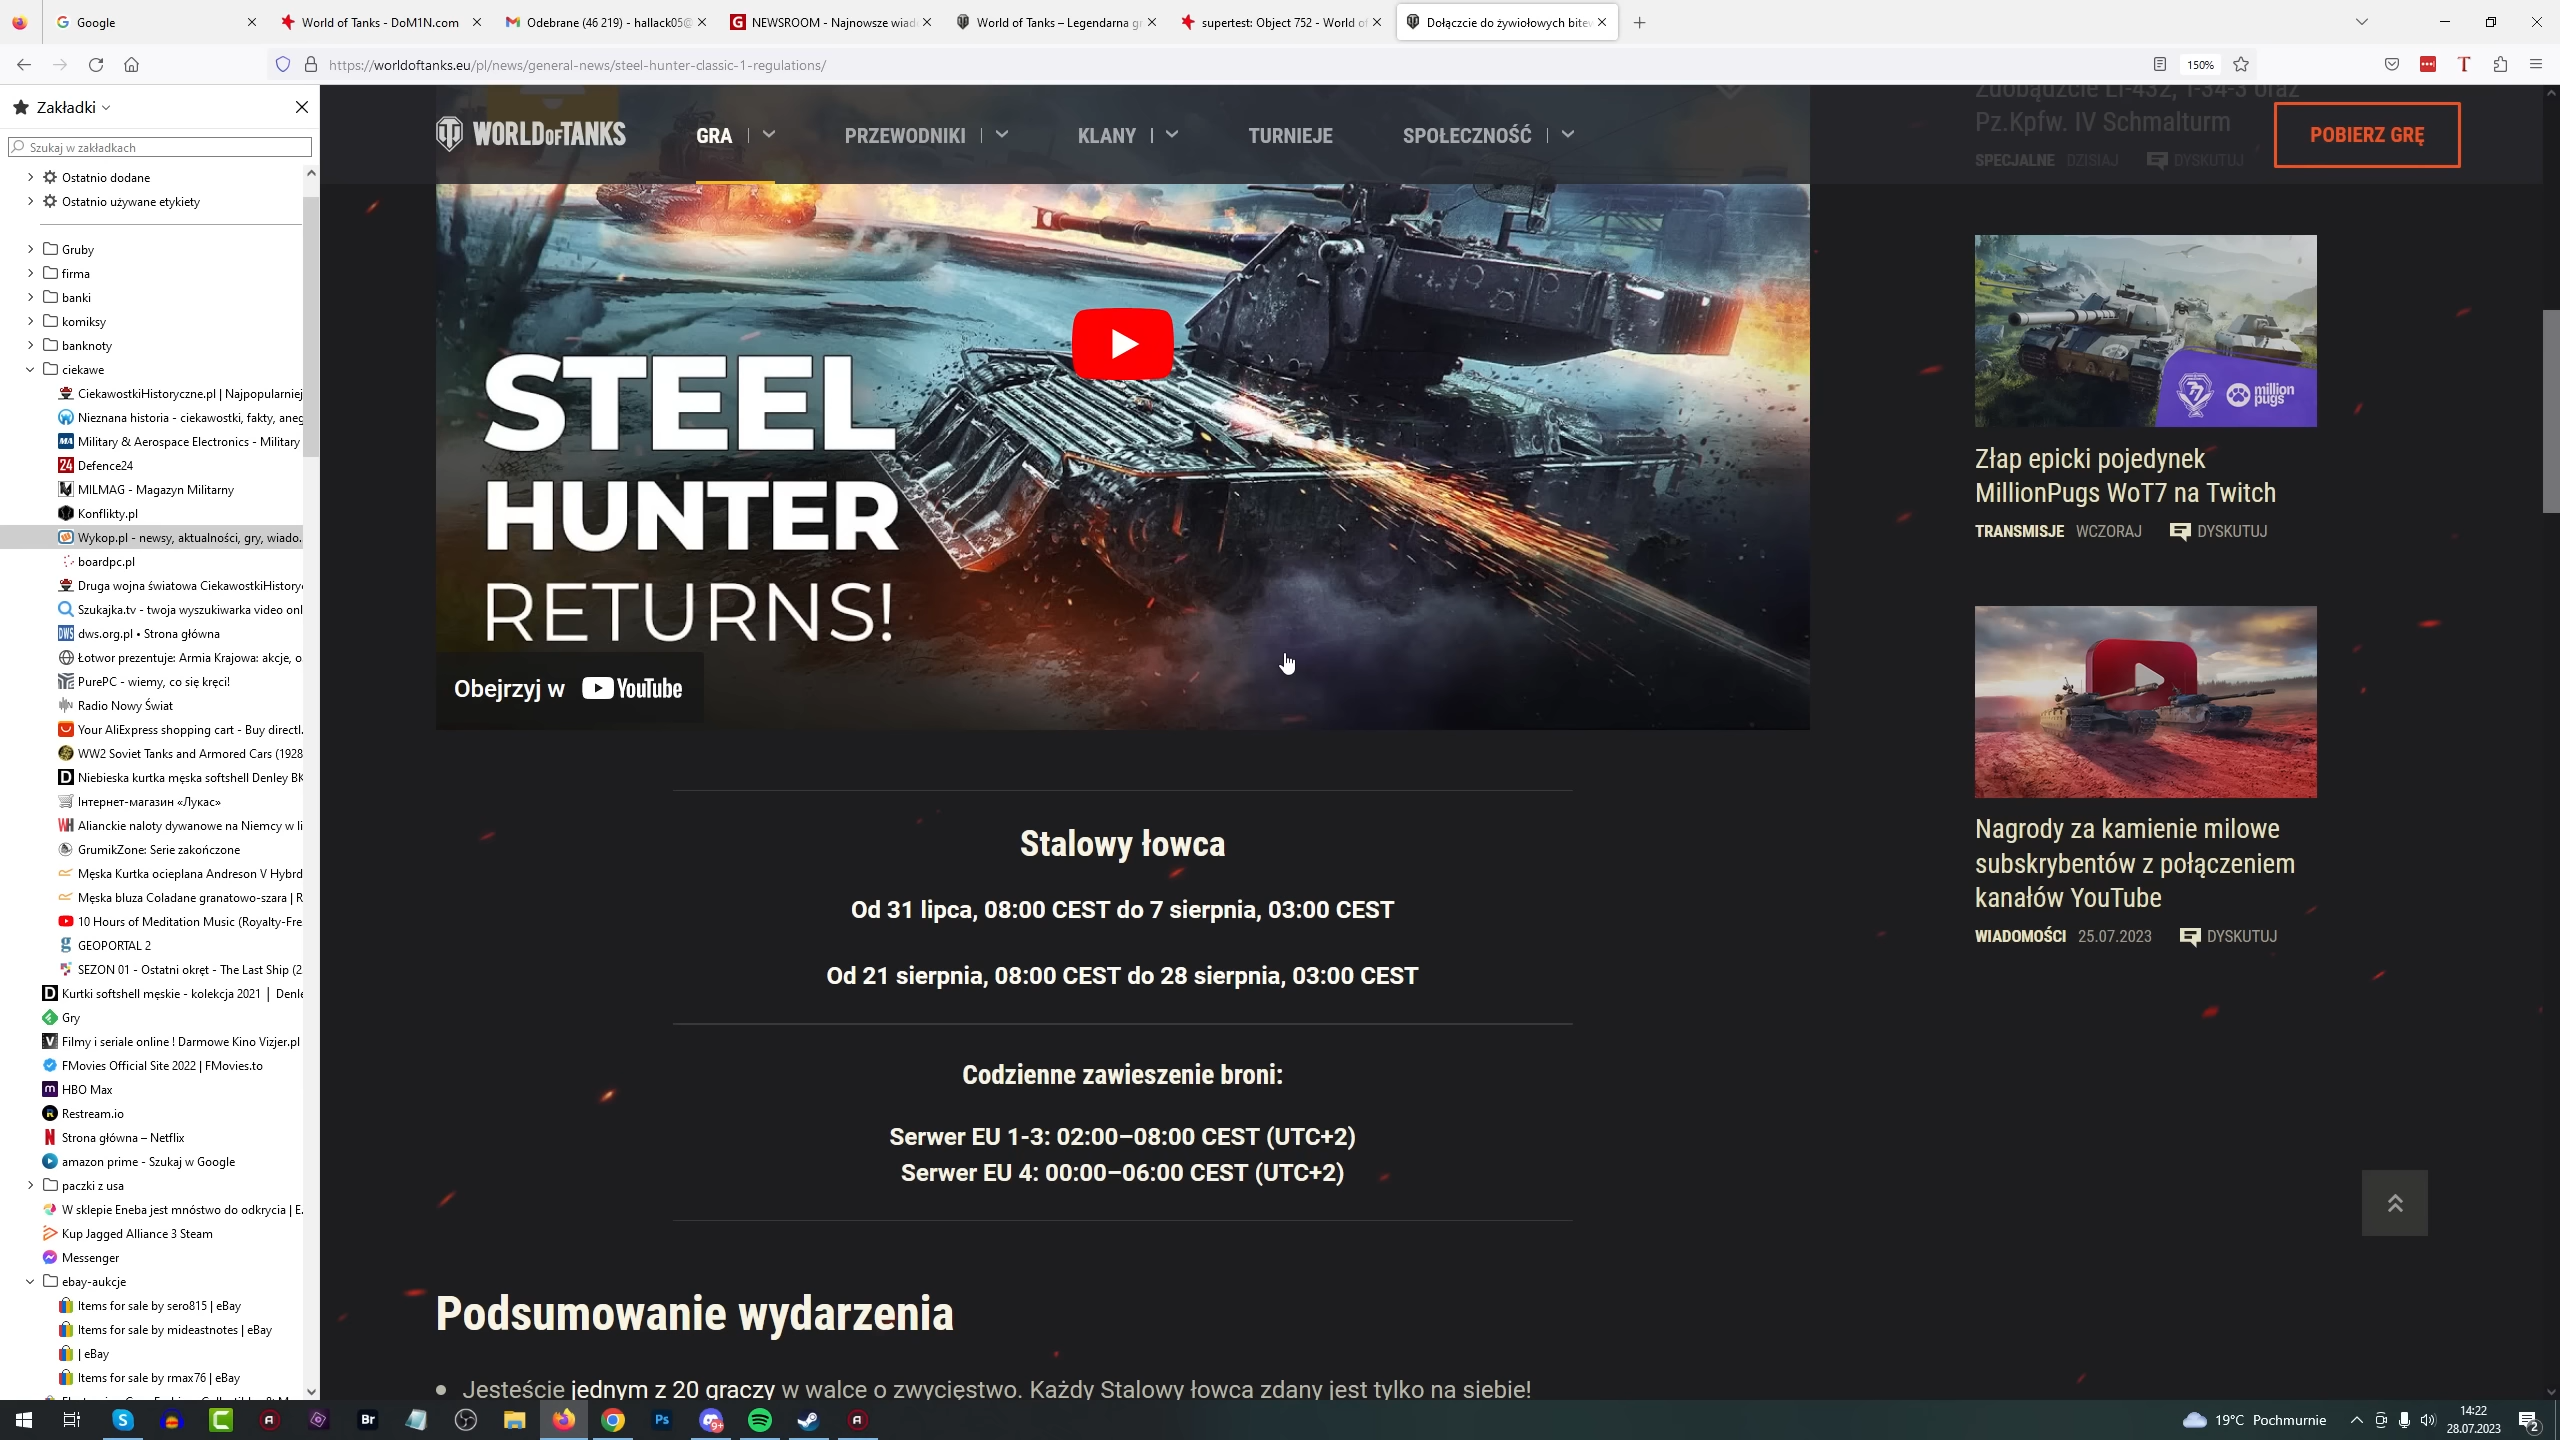 Google
World of Tanks - DoM1N.com
Odebrane (46 219) - hallack05@
NEWSROOM - Najnowsze wiad
World of Tanks – Legendarna gr
supertest: Object 752 - World of
Dołączcie do żywiołowych bitew
https://worldoftanks.eu/pl/news/general-news/steel-hunter-classic-1-regulations/
150%
Zakładki
Szukaj w zakładkach
Ostatnio dodane
Ostatnio używane etykiety
Gruby
firma
banki
komiksy
banknoty
ciekawe
CiekawostkiHistoryczne.pl | Najpopularniej
Nieznana historia - ciekawostki, fakty, aneg
Military & Aerospace Electronics - Military
Defence24
MILMAG - Magazyn Militarny
Konflikty.pl
Wykop.pl - newsy, aktualności, gry, wiado...
boardpc.pl
Druga wojna światowa CiekawostkiHistory
Szukajka.tv - twoja wyszukiwarka video onl
dws.org.pl • Strona główna
Łotwor prezentuje: Armia Krajowa: akcje, o
PurePC - wiemy, co się kręci!
Radio Nowy Świat
Your AliExpress shopping cart - Buy directl...
WW2 Soviet Tanks and Armored Cars (1928
Niebieska kurtka męska softshell Denley BK
Інтернет-магазин «Лукас»
Alianckie naloty dywanowe na Niemcy w li
GrumikZone: Serie zakończone
Męska Kurtka ocieplana Andreson V Hybrd
Męska bluza Coladane granatowo-szara | R
10 Hours of Meditation Music (Royalty-Fre
GEOPORTAL 2
SEZON 01 - Ostatni okręt - The Last Ship (2
Kurtki softshell męskie - kolekcja 2021 | Denle
Gry
Filmy i seriale online ! Darmowe Kino Vizjer.pl
FMovies Official Site 2022 | FMovies.to
HBO Max
Restream.io
Strona główna – Netflix
amazon prime - Szukaj w Google
paczki z usa
W sklepie Eneba jest mnóstwo do odkrycia | E...
Kup Jagged Alliance 3 Steam
Messenger
ebay-aukcje
Items for sale by sero815 | eBay
Items for sale by mideastnotes | eBay
| eBay
Items for sale by rmax76 | eBay
WORLD OF TANKS
GRA
PRZEWODNIKI
KLANY
TURNIEJE
SPOŁECZNOŚĆ
POBIERZ GRĘ
Zdobądźcie LT-432, T-34-3 oraz
Pz.Kpfw. IV Schmalturm
SPECJALNE DZISIAJ DYSKUTUJ
STEEL
HUNTER
RETURNS!
Obejrzyj w YouTube
million
pugs
Złap epicki pojedynek
MillionPugs WoT7 na Twitch
TRANSMISJE WCZORAJ DYSKUTUJ
Nagrody za kamienie milowe
subskrybentów z połączeniem
kanałów YouTube
WIADOMOŚCI 25.07.2023 DYSKUTUJ
Stalowy łowca
Od 31 lipca, 08:00 CEST do 7 sierpnia, 03:00 CEST
Od 21 sierpnia, 08:00 CEST do 28 sierpnia, 03:00 CEST
Codzienne zawieszenie broni:
Serwer EU 1-3: 02:00–08:00 CEST (UTC+2)
Serwer EU 4: 00:00–06:00 CEST (UTC+2)
Podsumowanie wydarzenia
Jesteście jednym z 20 graczy w walce o zwycięstwo. Każdy Stalowy łowca zdany jest tylko na siebie!
19°C Pochmurnie
14:22
28.07.2023
2